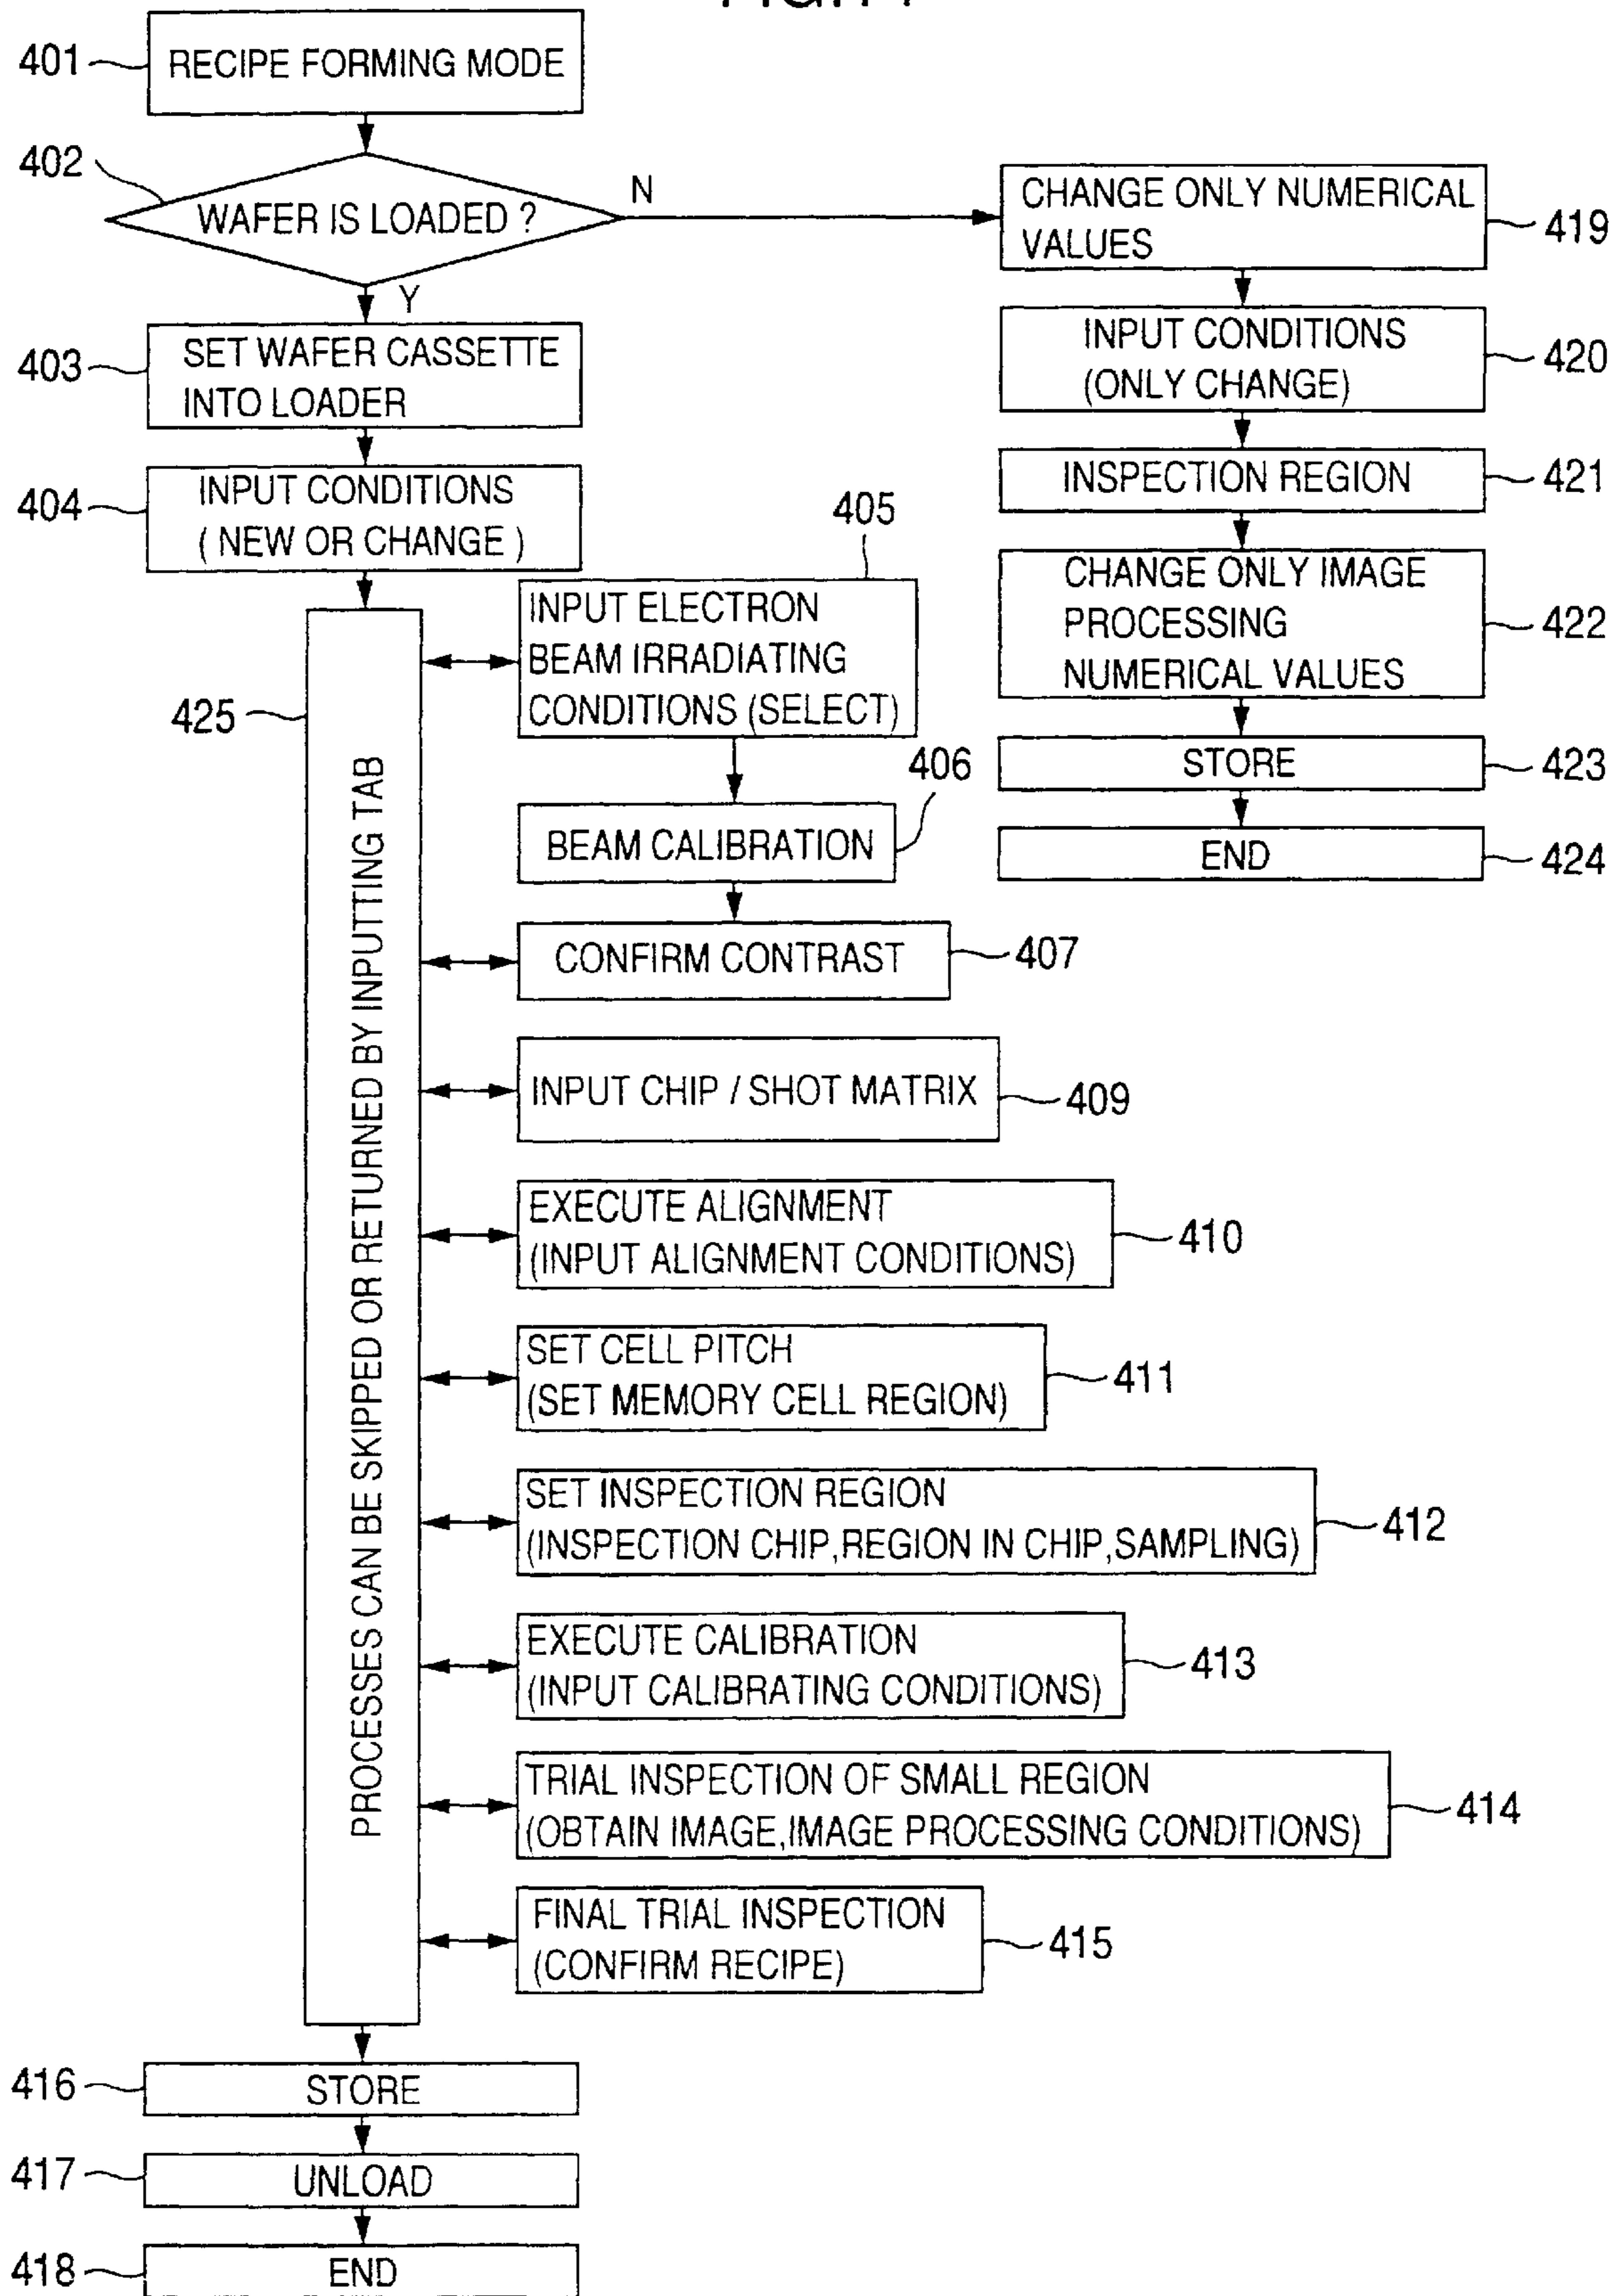 401
RECIPE FORMING MODE
402
WAFER IS LOADED ?
N
Y
403
SET WAFER CASSETTE
INTO LOADER
404
INPUT CONDITIONS
( NEW OR CHANGE )
425
PROCESSES CAN BE SKIPPED OR RETURNED BY INPUTTING TAB
405
INPUT ELECTRON
BEAM IRRADIATING
CONDITIONS (SELECT)
406
BEAM CALIBRATION
CONFIRM CONTRAST
407
INPUT CHIP / SHOT MATRIX
409
EXECUTE ALIGNMENT
(INPUT ALIGNMENT CONDITIONS)
410
SET CELL PITCH
(SET MEMORY CELL REGION)
411
SET INSPECTION REGION
(INSPECTION CHIP,REGION IN CHIP,SAMPLING)
412
EXECUTE CALIBRATION
(INPUT CALIBRATING CONDITIONS)
413
TRIAL INSPECTION OF SMALL REGION
(OBTAIN IMAGE,IMAGE PROCESSING CONDITIONS)
414
FINAL TRIAL INSPECTION
(CONFIRM RECIPE)
415
416
STORE
417
UNLOAD
418
END
CHANGE ONLY NUMERICAL
VALUES
419
INPUT CONDITIONS
(ONLY CHANGE)
420
INSPECTION REGION
421
CHANGE ONLY IMAGE
PROCESSING
NUMERICAL VALUES
422
STORE
423
END
424